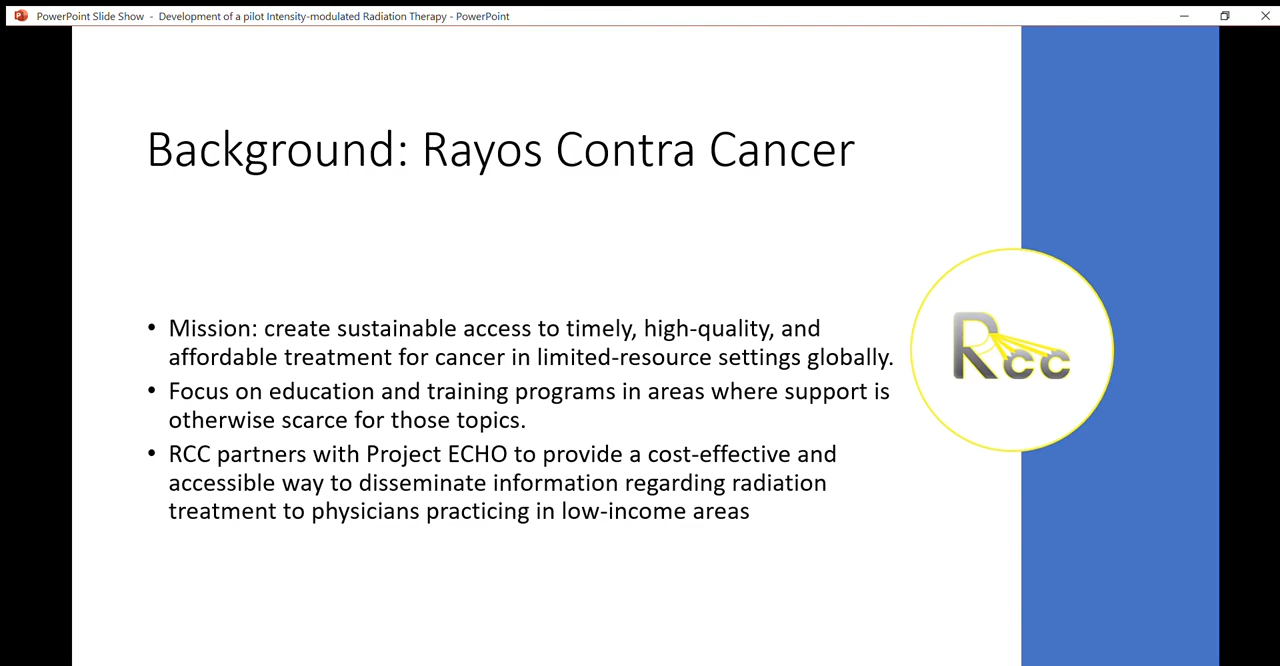 PowerPoint Slide Show - Development of a pilot Intensity-modulated Radiation Therapy - PowerPoint
Background: Rayos Contra Cancer
• Mission: create sustainable access to timely, high-quality, and
affordable treatment for cancer in limited-resource settings globally.
• Focus on education and training programs in areas where support is
otherwise scarce for those topics.
• RCC partners with Project ECHO to provide a cost-effective and
accessible way to disseminate information regarding radiation
treatment to physicians practicing in low-income areas
Rcc